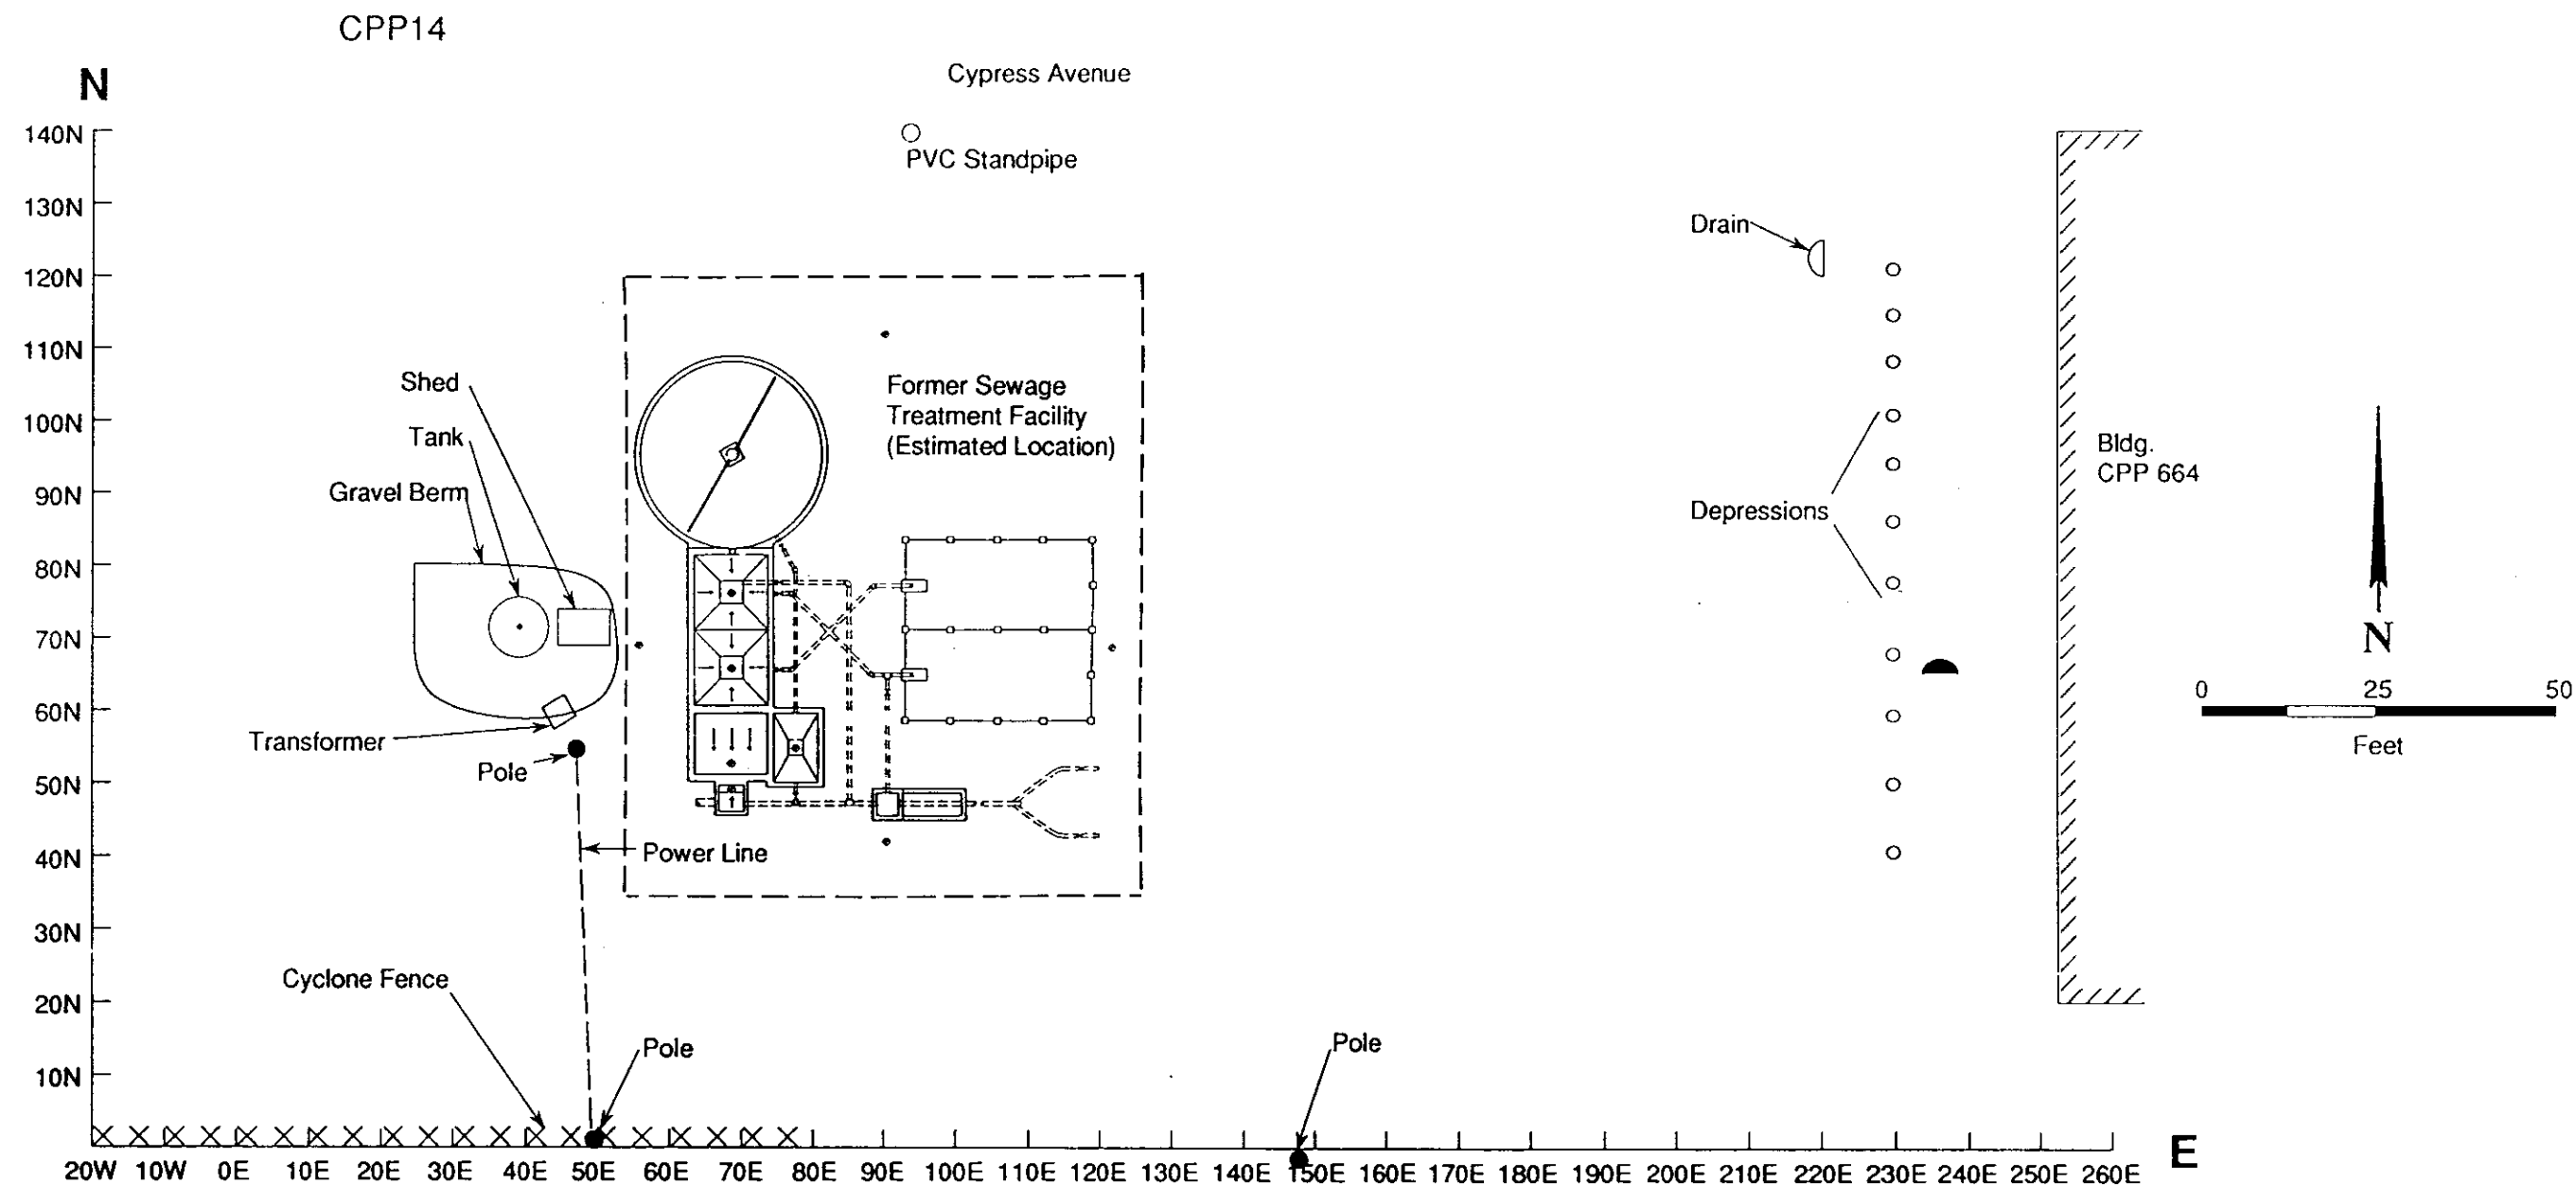 CPP14
Cypress Avenue
N
140N
PVC Standpipe
130N
Drain
120N
110N
Shed
Former Sewage
Treatment Facility
(Estimated Location)
100N
Tank
Bldg.
CPP 664
90N
Gravel Berm
Depressions
80N
70N
N
60N
0 25 50
Feet
Transformer
Pole
50N
40N
Power Line
30N
Cyclone Fence
20N
Pole
Pole
10N
20W 10W 0E 10E 20E 30E 40E 50E 60E 70E 80E 90E 100E 110E 120E 130E 140E 150E 160E 170E 180E 190E 200E 210E 220E 230E 240E 250E 260E
E